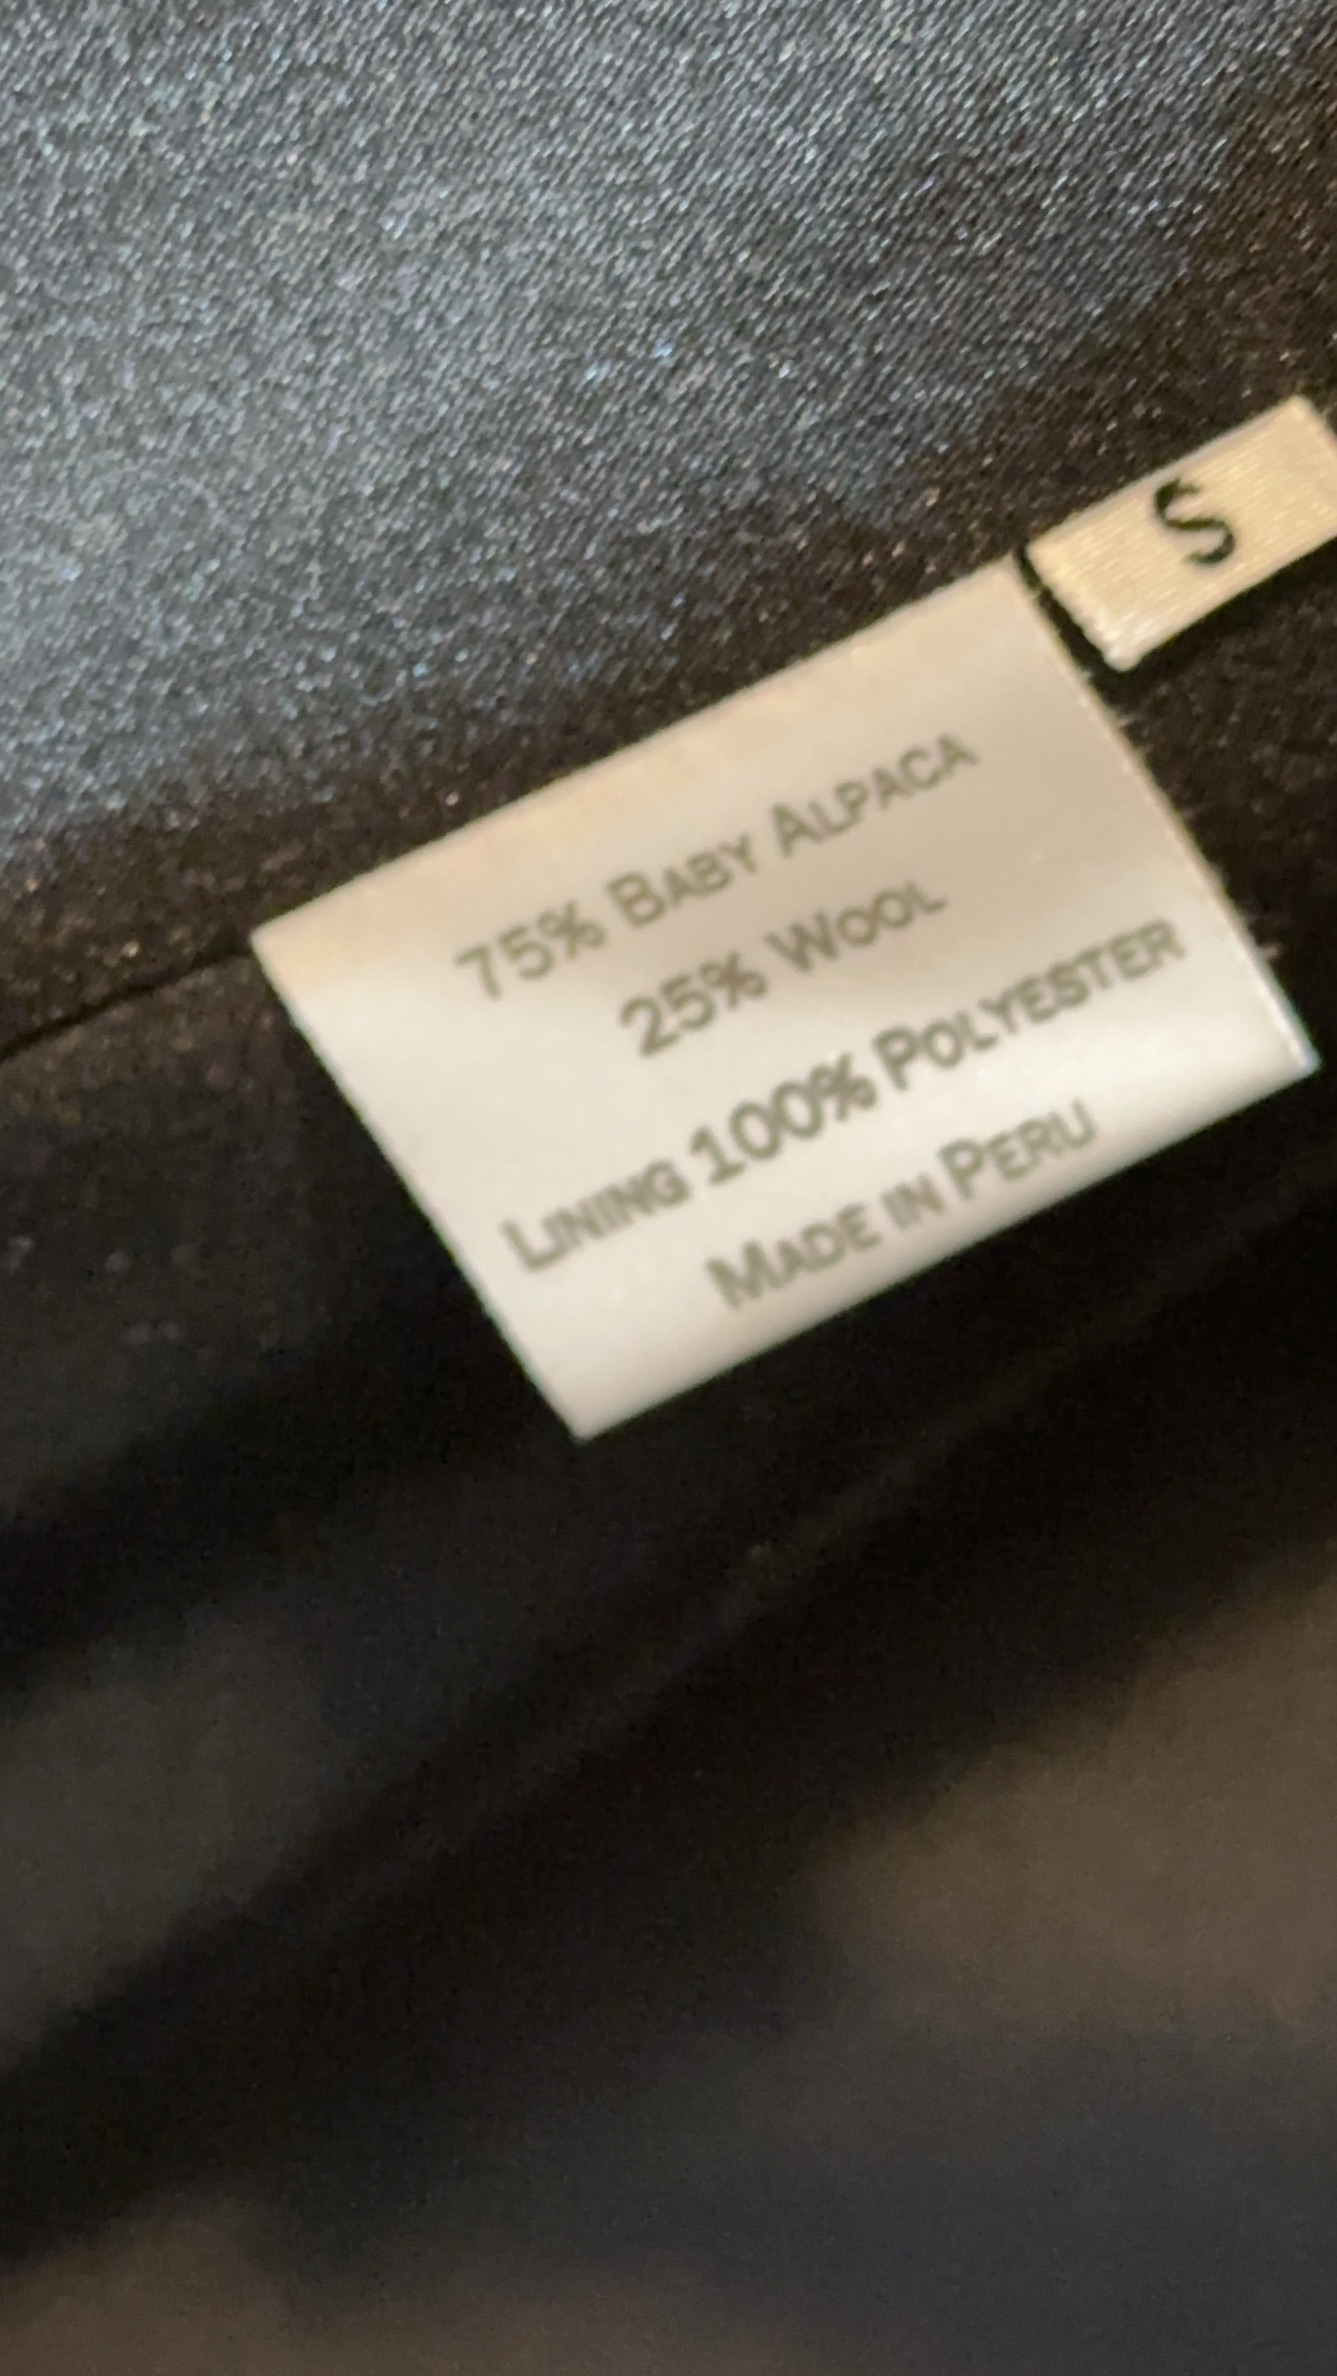 S
75% Baby Alpaca
25% Wool
Lining 100% Polyester
Made in Peru